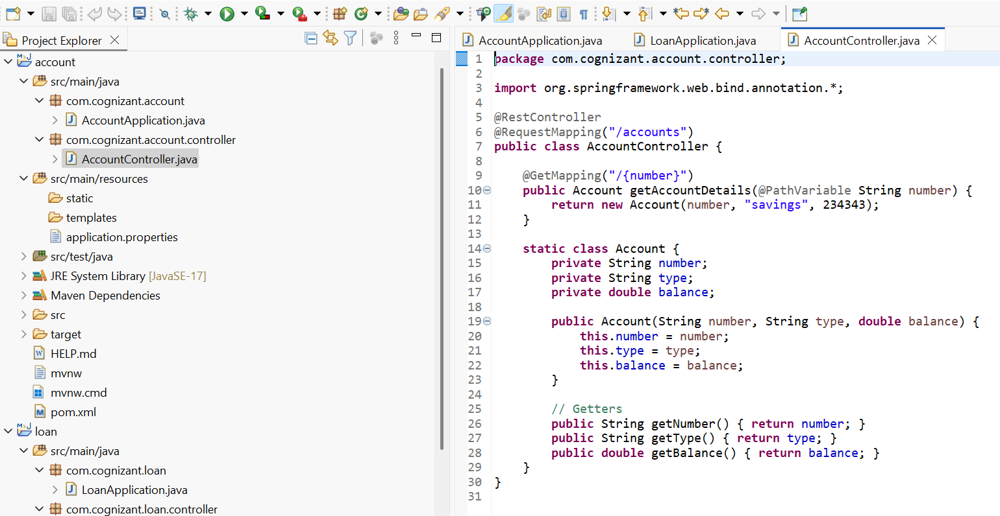 Project Explorer
account
src/main/java
com.cognizant.account
AccountApplication.java
com.cognizant.account.controller
AccountController.java
src/main/resources
static
templates
application.properties
src/test/java
JRE System Library [JavaSE-17]
Maven Dependencies
src
target
HELP.md
mvnw
mvnw.cmd
pom.xml
loan
src/main/java
com.cognizant.loan
LoanApplication.java
com.cognizant.loan.controller
AccountApplication.java LoanApplication.java AccountController.java
1 package com.cognizant.account.controller;
2
3 import org.springframework.web.bind.annotation.*;
4
5 @RestController
6 @RequestMapping("/accounts")
7 public class AccountController {
8
9     @GetMapping("/{number}")
10     public Account getAccountDetails(@PathVariable String number) {
11         return new Account(number, "savings", 234343);
12     }
13
14     static class Account {
15         private String number;
16         private String type;
17         private double balance;
18
19         public Account(String number, String type, double balance) {
20             this.number = number;
21             this.type = type;
22             this.balance = balance;
23         }
24
25         // Getters
26         public String getNumber() { return number; }
27         public String getType() { return type; }
28         public double getBalance() { return balance; }
29     }
30 }
31